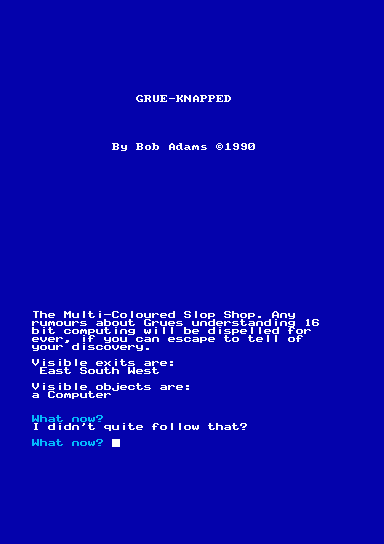 GRUE-KNAPPED
By Bob Adams ©1990
The Multi-Coloured Slop Shop. Any
rumours about Grues understanding 16
bit computing will be dispelled for
ever, if you can escape to tell of
your discovery.
Visible exits are:
East South West
Visible objects are:
a Computer
What now?
I didn't quite follow that?
What now?